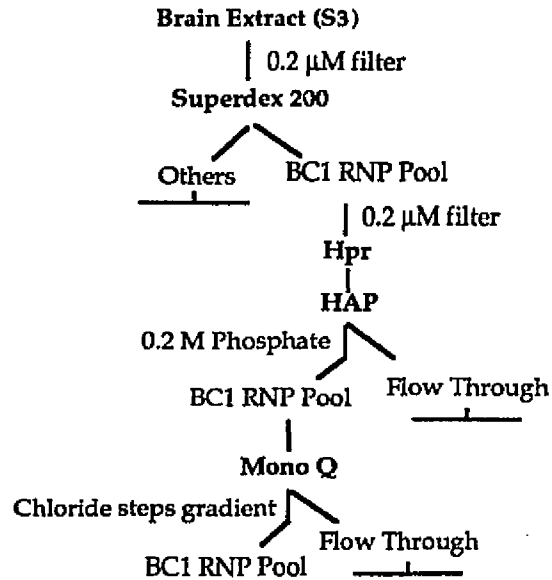 Brain Extract (S3)
0.2 µM filter
Superdex 200
Others
BC1 RNP Pool
0.2 µM filter
Hpr
HAP
0.2 M Phosphate
BC1 RNP Pool
Flow Through
Mono Q
Chloride steps gradient
Flow Through
BC1 RNP Pool